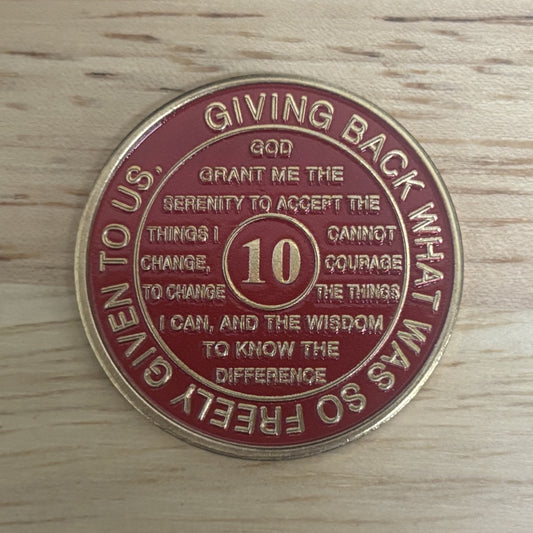 GIVING BACK WHAT WAS SO FREELY GIVEN TO US.
GOD
GRANT ME THE
SERENITY TO ACCEPT THE
THINGS I CANNOT
CHANGE, COURAGE
10
TO CHANGE THE THINGS
I CAN, AND THE WISDOM
TO KNOW THE
DIFFERENCE